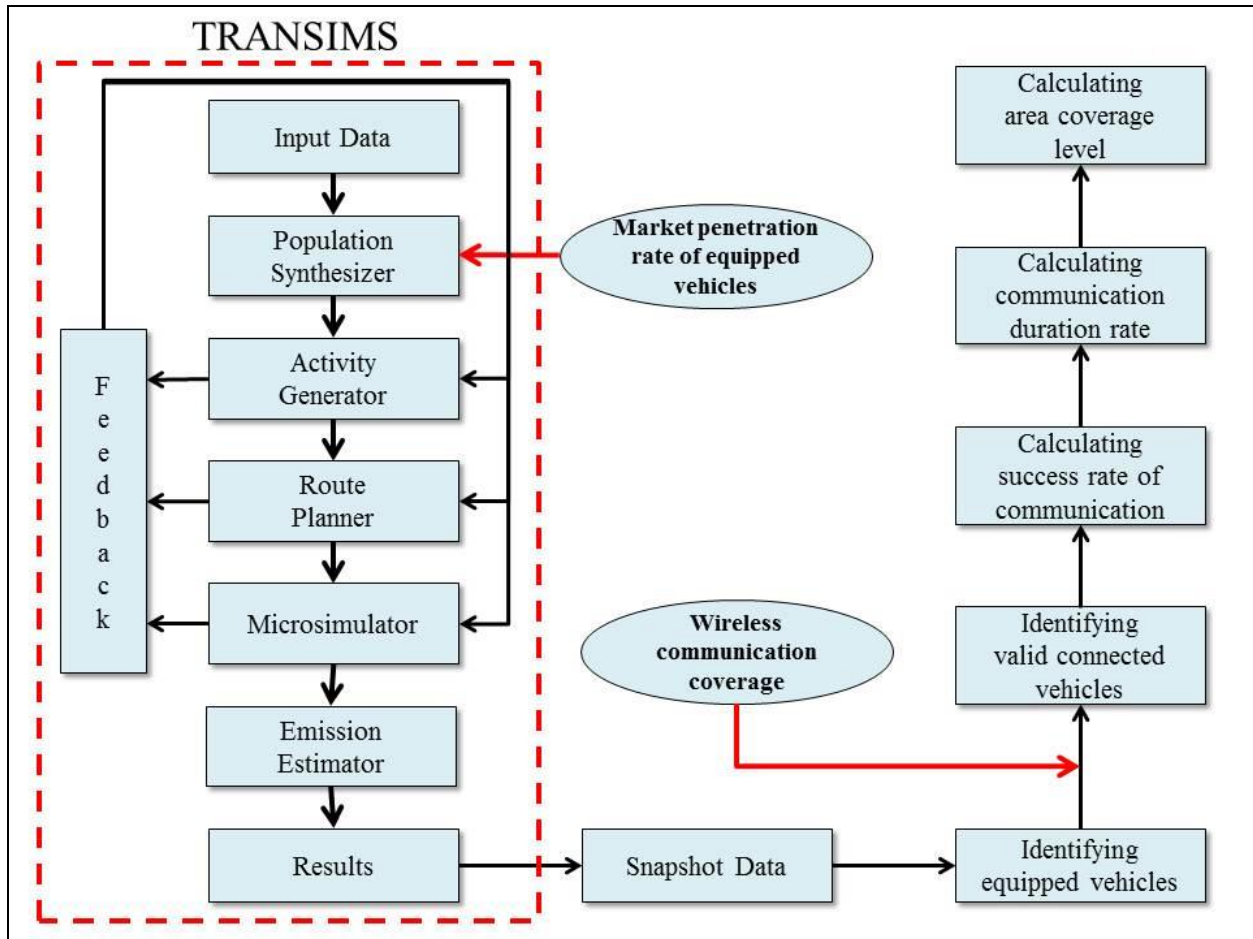 TRANSIMS
Input Data
Population
Synthesizer
Activity
Generator
Route
Planner
Microsimulator
Emission
Estimator
Results
F
e
e
d
b
a
c
k
Market penetration
rate of equipped
vehicles
Wireless
communication
coverage
Snapshot Data
Identifying
equipped vehicles
Identifying
valid connected
vehicles
Calculating
success rate of
communication
Calculating
communication
duration rate
Calculating
area coverage
level